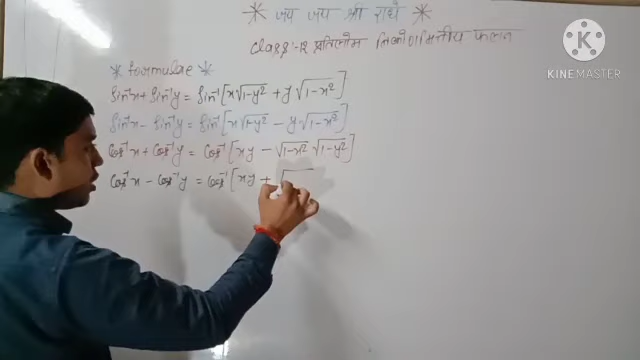 * जय जय श्री राधे *
Class-12 प्रतिलोम त्रिकोणमितीय फलन
KINEMASTER
* formulae *
Sin⁻¹x + Sin⁻¹y = Sin⁻¹[x√1-y² + y√1-x²]
Sin⁻¹x - Sin⁻¹y = Sin⁻¹[x√1-y² - y√1-x²]
Cos⁻¹x + Cos⁻¹y = Cos⁻¹[xy - √1-x² √1-y²]
Cos⁻¹x - Cos⁻¹y = Cos⁻¹[xy + √